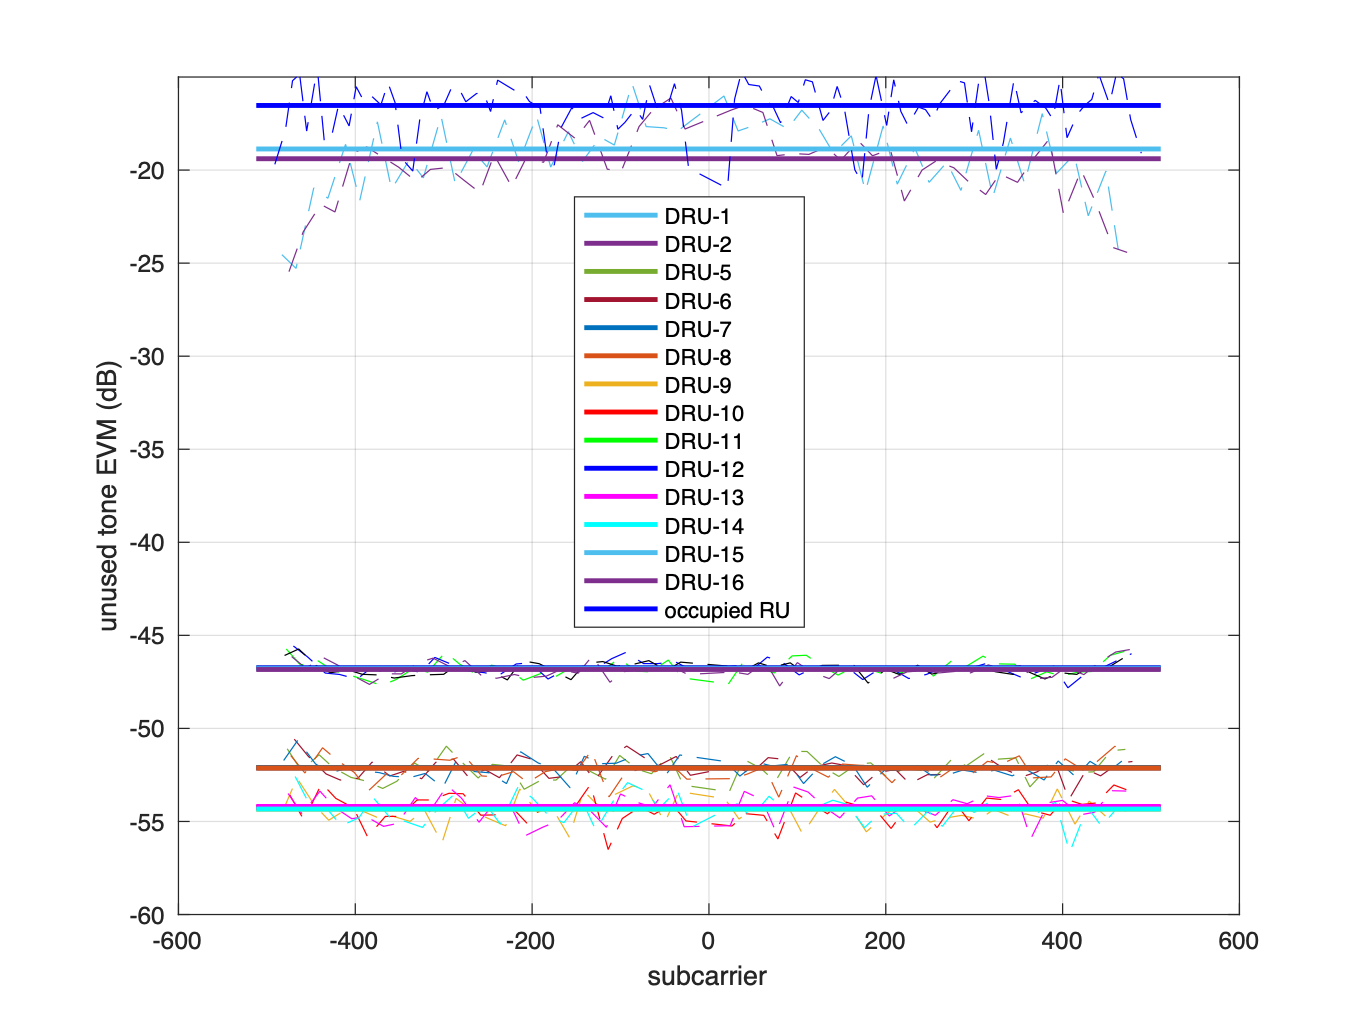 -20
-25
-30
-35
-40
-45
-50
-55
-60
unused tone EVM (dB)
DRU-1
DRU-2
DRU-5
DRU-6
DRU-7
DRU-8
DRU-9
DRU-10
DRU-11
DRU-12
DRU-13
DRU-14
DRU-15
DRU-16
occupied RU
-600 -400 -200 0 200 400 600
subcarrier